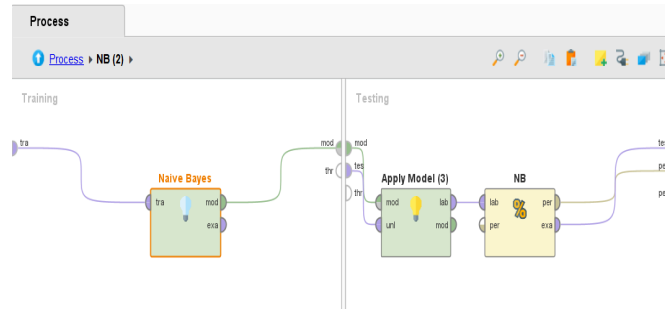 Process
Process ▸ NB (2) ▸
Training
Testing
tra
mod
mod
thr
tes
thr
Naive Bayes
tra
mod
exa
Apply Model (3)
mod
lab
unl
mod
NB
lab
per
%
per
exa
tes
pe
pe